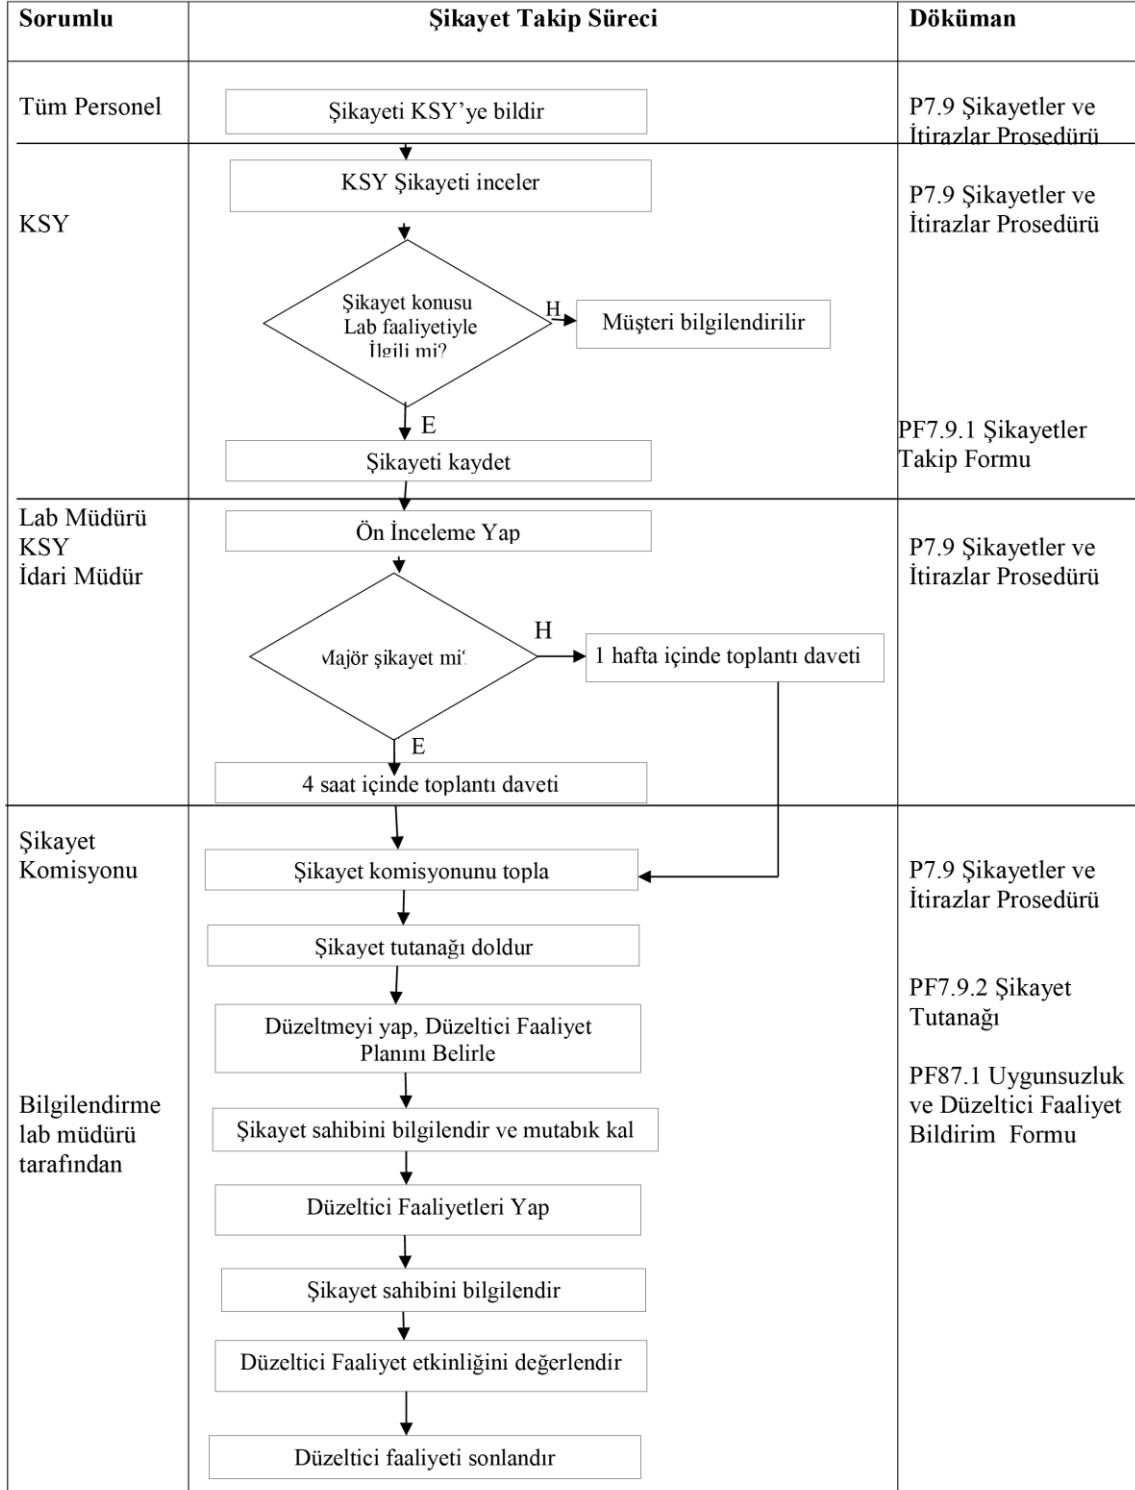 Sorumlu
Şikayet Takip Süreci
Döküman
Tüm Personel
Şikayeti KSY’ye bildir
P7.9 Şikayetler ve
İtirazlar Prosedürü
KSY Şikayeti inceler
P7.9 Şikayetler ve
İtirazlar Prosedürü
KSY
Şikayet konusu
Lab faaliyetiyle
İlgili mi?
H
Müşteri bilgilendirilir
E
PF7.9.1 Şikayetler
Takip Formu
Şikayeti kaydet
Lab Müdürü
KSY
İdari Müdür
Ön İnceleme Yap
P7.9 Şikayetler ve
İtirazlar Prosedürü
Majör şikayet mi?
H
1 hafta içinde toplantı daveti
E
4 saat içinde toplantı daveti
Şikayet
Komisyonu
Şikayet komisyonunu topla
P7.9 Şikayetler ve
İtirazlar Prosedürü
Şikayet tutanağı doldur
PF7.9.2 Şikayet
Tutanağı
Düzeltmeyi yap, Düzeltici Faaliyet
Planını Belirle
PF87.1 Uygunsuzluk
ve Düzeltici Faaliyet
Bildirim Formu
Bilgilendirme
lab müdürü
tarafından
Şikayet sahibini bilgilendir ve mutabık kal
Düzeltici Faaliyetleri Yap
Şikayet sahibini bilgilendir
Düzeltici Faaliyet etkinliğini değerlendir
Düzeltici faaliyeti sonlandır